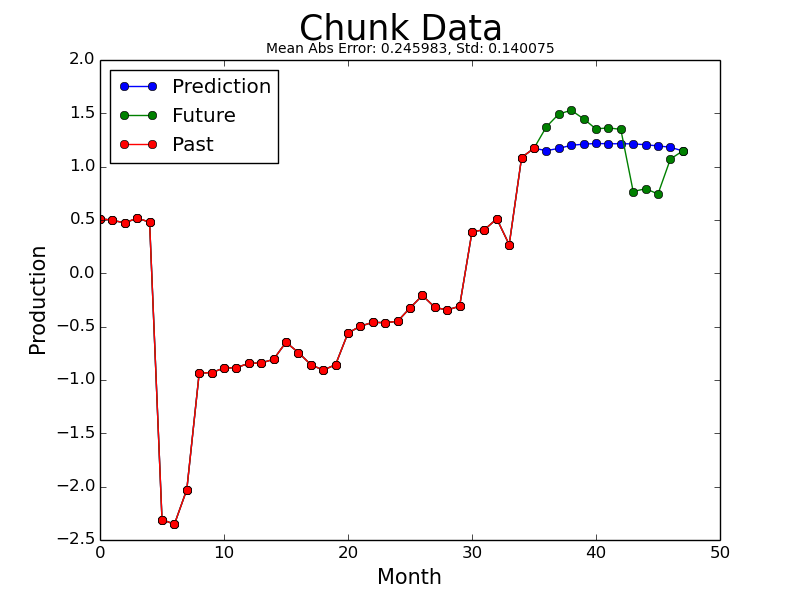 Chunk Data
Mean Abs Error: 0.245983, Std: 0.140075
Prediction
Future
Past
2.0
1.5
1.0
0.5
0.0
−0.5
−1.0
−1.5
−2.0
−2.5
Production
0 10 20 30 40 50
Month